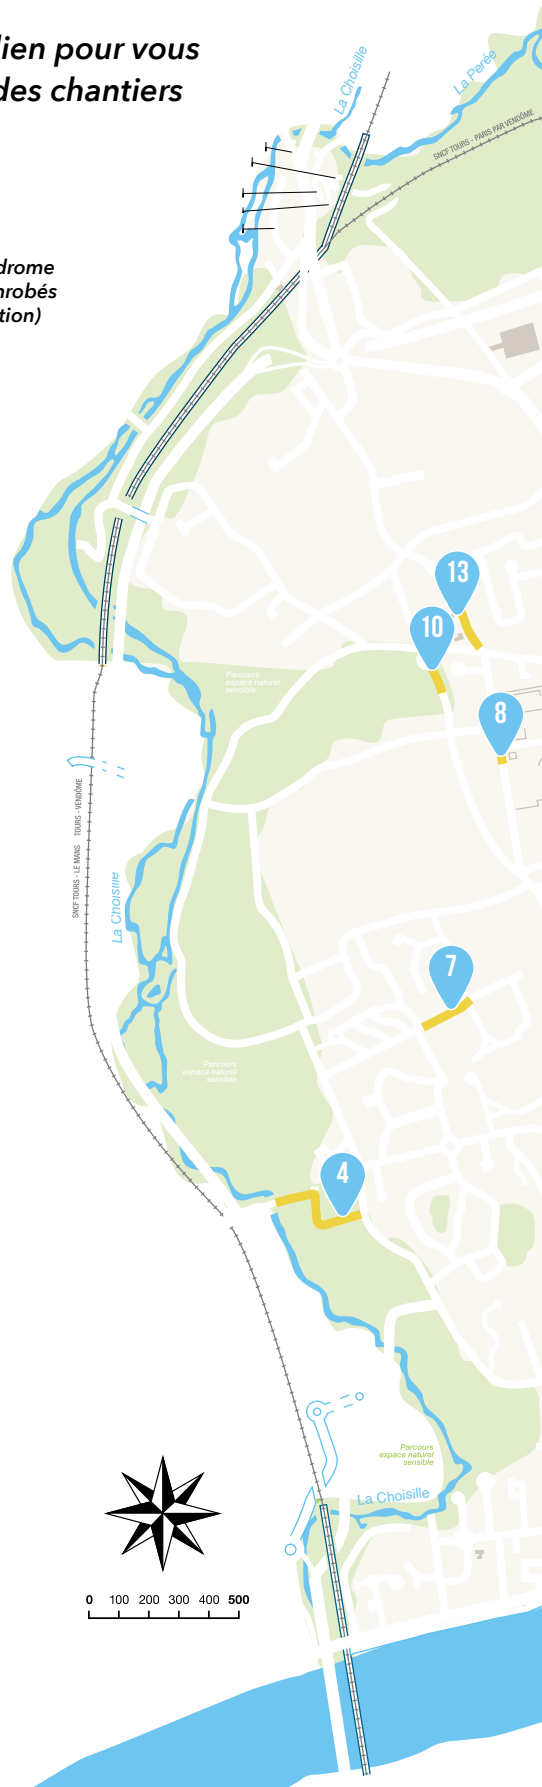 lien pour vous
des chantiers
La Choisille
La Perée
SNCF TOURS - PARIS PAR VENDÔME
drome
nrobés
tion)
13
10
8
Parcours
espace naturel
sensible
SNCF TOURS - LE MANS TOURS - VENDÔME
La Choisille
7
Parcours
espace naturel
sensible
4
Parcours
espace naturel
sensible
La Choisille
0 100 200 300 400 500